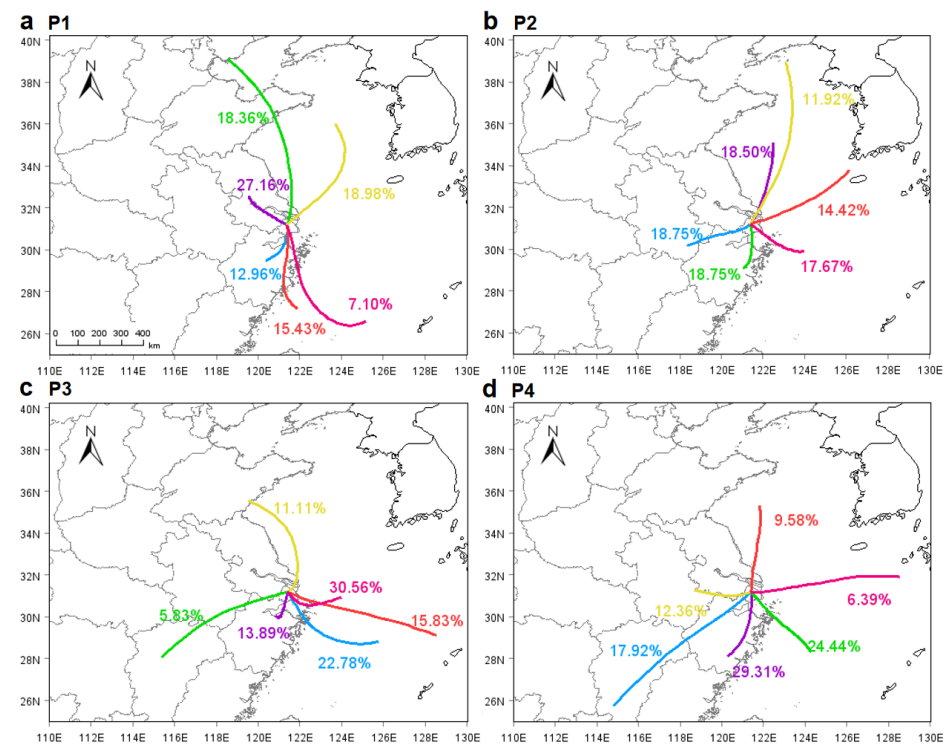 a P1
b P2
40N
38N
36N
34N
32N
30N
28N
26N
N
18.36%
18.98%
27.16%
12.96%
7.10%
15.43%
0 100 200 300 400
km
110E 112E 114E 116E 118E 120E 122E 124E 126E 128E 130E
40N
38N
36N
34N
32N
30N
28N
26N
N
11.92%
18.50%
14.42%
18.75%
17.67%
18.75%
110E 112E 114E 116E 118E 120E 122E 124E 126E 128E 130E
c P3
d P4
40N
38N
36N
34N
32N
30N
28N
26N
N
11.11%
30.56%
5.83%
15.83%
13.89%
22.78%
110E 112E 114E 116E 118E 120E 122E 124E 126E 128E 130E
40N
38N
36N
34N
32N
30N
28N
26N
N
9.58%
6.39%
12.36%
17.92%
24.44%
29.31%
110E 112E 114E 116E 118E 120E 122E 124E 126E 128E 130E